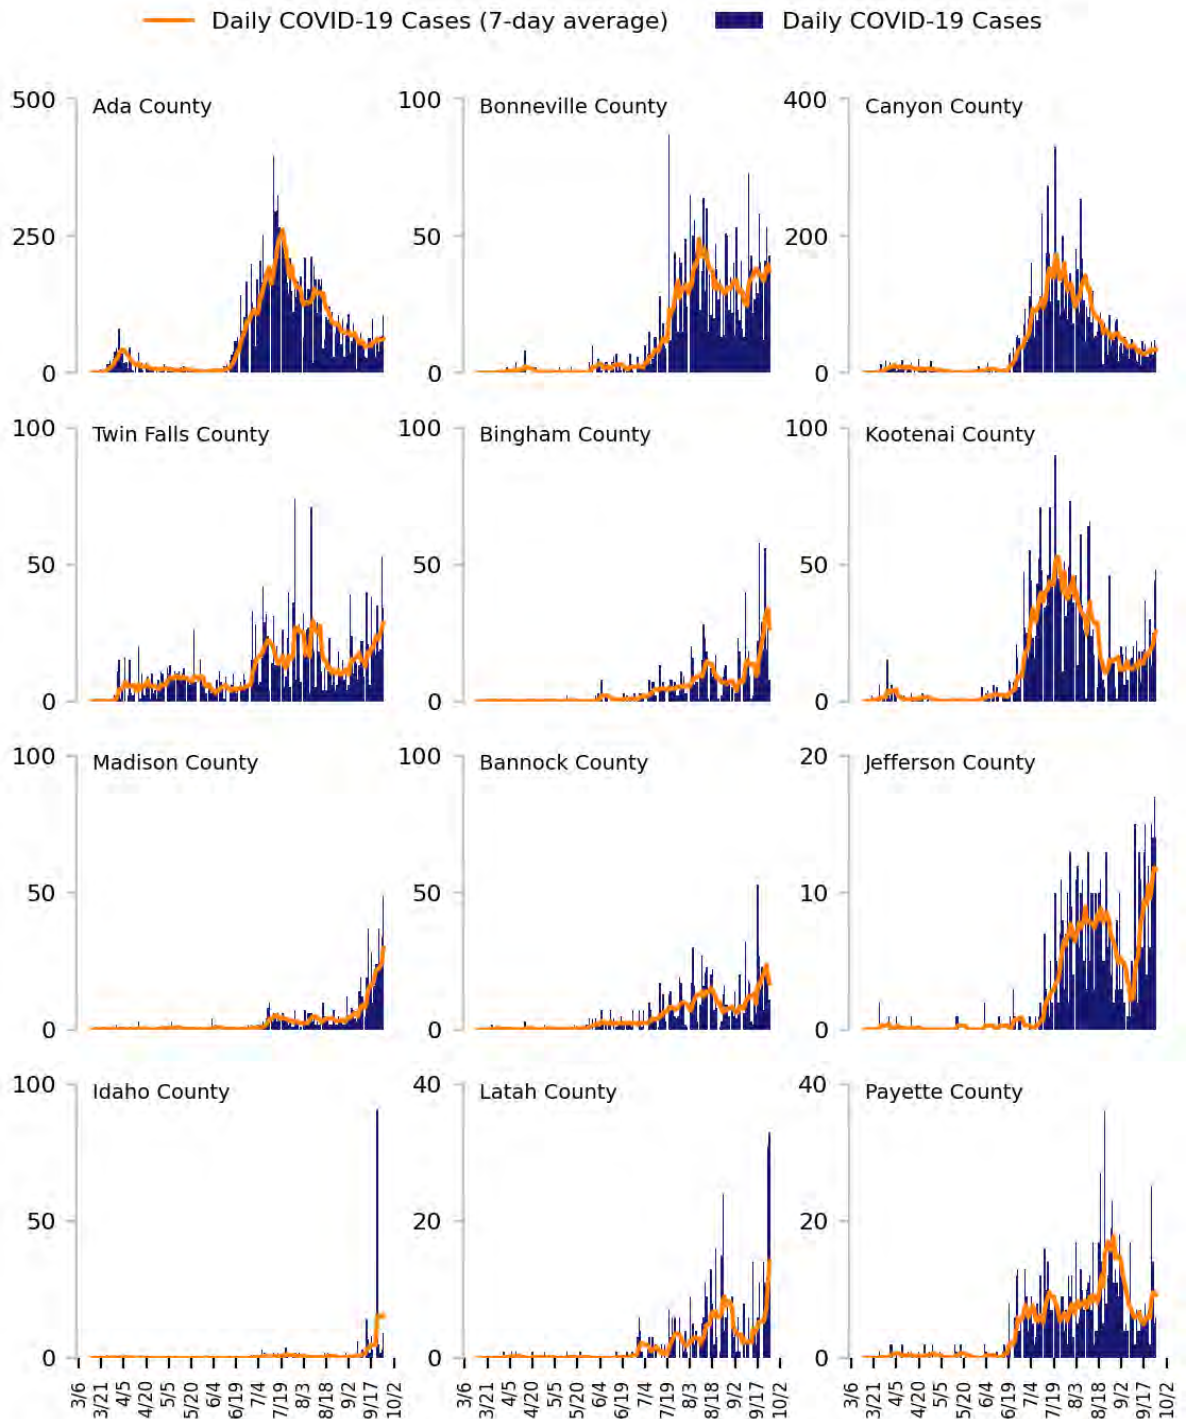 Daily COVID-19 Cases (7-day average) Daily COVID-19 Cases
500 Ada County 100 Bonneville County 400 Canyon County
250 50 200
0 0 0
100 Twin Falls County 100 Bingham County 100 Kootenai County
50 50 50
0 0 0
100 Madison County 100 Bannock County 20 Jefferson County
50 50 10
0 0 0
100 Idaho County 40 Latah County 40 Payette County
50 20 20
0 0 0
3/6 3/21 4/5 4/20 5/5 5/20 6/4 6/19 7/4 7/19 8/3 8/18 9/2 9/17 10/2 3/6 3/21 4/5 4/20 5/5 5/20 6/4 6/19 7/4 7/19 8/3 8/18 9/2 9/17 10/2 3/6 3/21 4/5 4/20 5/5 5/20 6/4 6/19 7/4 7/19 8/3 8/18 9/2 9/17 10/2